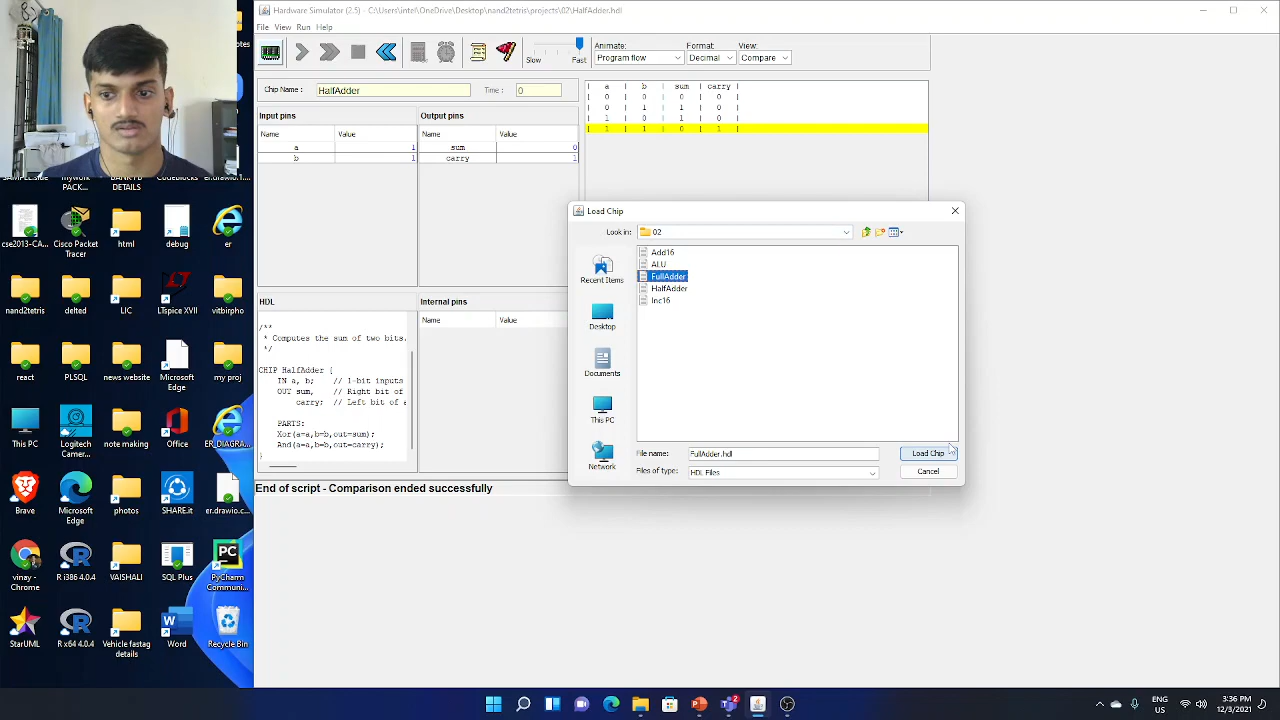 Hardware Simulator (2.5) - C:\Users\intel\OneDrive\Desktop\nand2tetris\projects\02\HalfAdder.hdl
File View Run Help
Slow
Fast
Animate:
Program flow
Format:
Decimal
View:
Compare
Chip Name :
HalfAdder
Time :
0
| a | b | sum | carry |
| 0 | 0 | 0 | 0 |
| 0 | 1 | 1 | 0 |
| 1 | 0 | 1 | 0 |
| 1 | 1 | 0 | 1 |
Input pins
Name Value
a 1
b 1
Output pins
Name Value
sum 0
carry 1
HDL
/**
* Computes the sum of two bits.
*/
CHIP HalfAdder {
IN a, b; // 1-bit inputs
OUT sum, // Right bit of
carry; // Left bit of a
PARTS:
Xor(a=a,b=b,out=sum);
And(a=a,b=b,out=carry);
}
Internal pins
Name Value
End of script - Comparison ended successfully
Load Chip
Look in:
02
Recent Items
Desktop
Documents
This PC
Network
Add16
ALU
FullAdder
HalfAdder
Inc16
File name:
FullAdder.hdl
Load Chip
Files of type:
HDL Files
Cancel
mywork
PACK...
DETAILS
cse2013-CA...
Cisco Packet
Tracer
html
debug
er
nand2tetris
delted
LIC
LTspice XVII
vitbirpho
react
PLSQL
news website
Microsoft
Edge
my proj
This PC
Logitech
Camera ...
note making
Office
ER_DIAGRA...
Brave
Microsoft
Edge
photos
SHARE.it
er.drawio.c...
vinay -
Chrome
R i386 4.0.4
VAISHALI
SQL Plus
PC
PyCharm
Communi...
StarUML
R x64 4.0.4
Vehicle fastag
details
Word
Recycle Bin
2
ENG
US
3:36 PM
12/3/2021